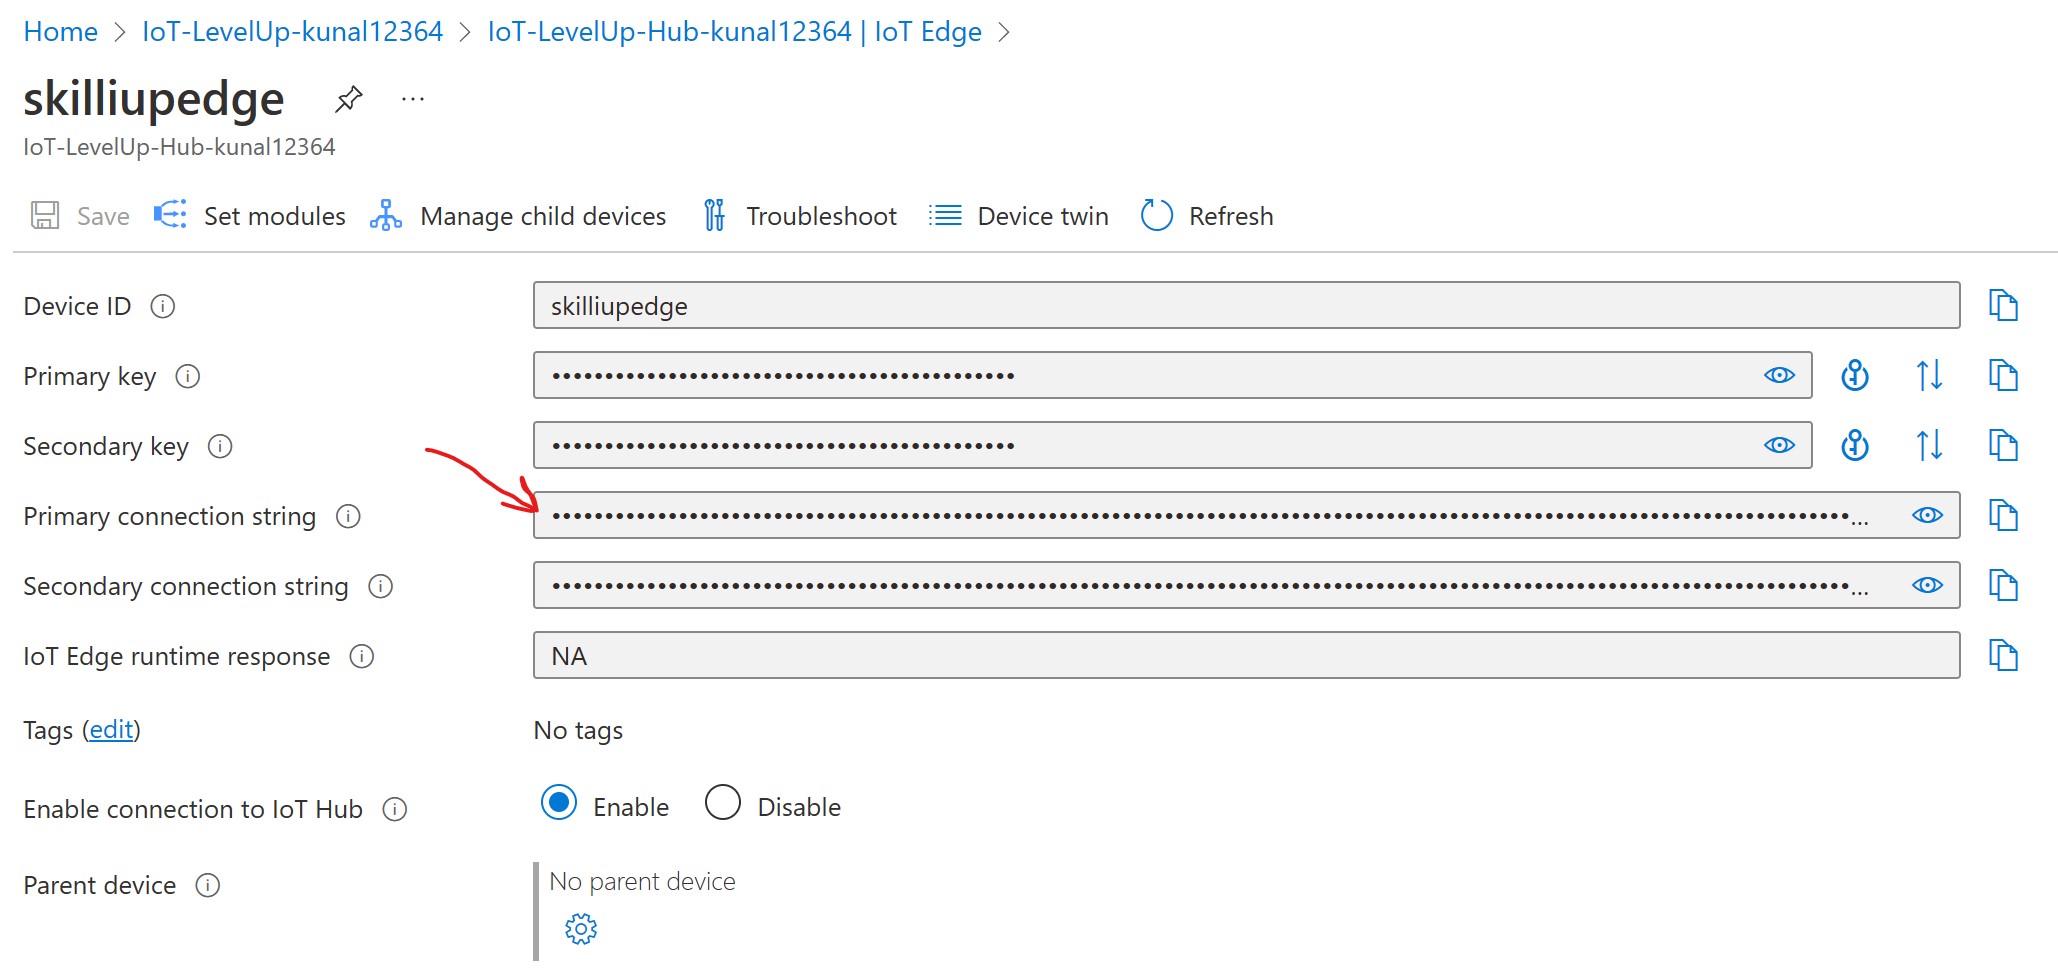 Home > IoT-LevelUp-kunal12364 > IoT-LevelUp-Hub-kunal12364 | IoT Edge >
skilliupedge ...
IoT-LevelUp-Hub-kunal12364
Save Set modules Manage child devices Troubleshoot Device twin Refresh
Device ID skilliupedge
Primary key
Secondary key
Primary connection string ...
Secondary connection string ...
IoT Edge runtime response NA
Tags (edit) No tags
Enable connection to IoT Hub Enable Disable
Parent device No parent device